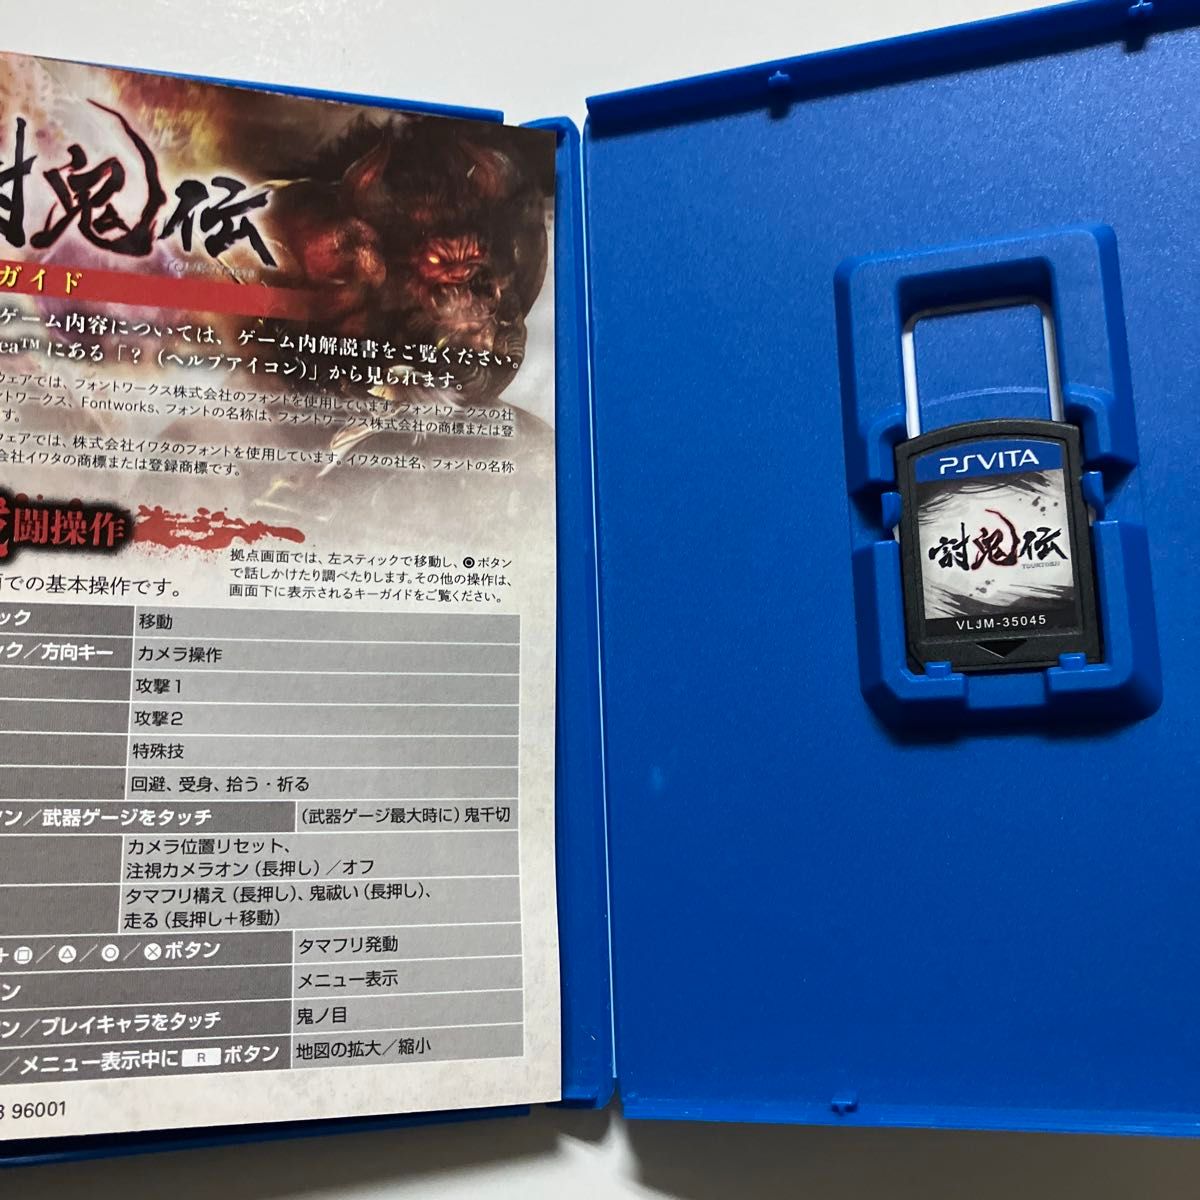 討鬼伝
ガイド
ゲーム内容については、ゲーム内解説書をご覧ください。
ea™にある「？(ヘルプアイコン)」から見られます。
ウェアでは、フォントワークス株式会社のフォントを使用しています。フォントワークスの社
ントワークス、Fontworks、フォントの名称は、フォントワークス株式会社の商標または登
す。
ウェアでは、株式会社イワタのフォントを使用しています。イワタの社名、フォントの名称
会社イワタの商標または登録商標です。
戦闘操作
拠点画面では、左スティックで移動し、◎ボタン
で話しかけたり調べたりします。その他の操作は、
画面下に表示されるキーガイドをご覧ください。
での基本操作です。
ック 移動
ック／方向キー カメラ操作
攻撃1
攻撃2
特殊技
回避、受身、拾う・祈る
ン／武器ゲージをタッチ （武器ゲージ最大時に）鬼千切
カメラ位置リセット、
注視カメラオン（長押し）／オフ
タマフリ構え（長押し）、鬼祓い（長押し）、
走る（長押し＋移動）
＋□／△／○／×ボタン タマフリ発動
ン メニュー表示
ン／プレイキャラをタッチ 鬼ノ目
／メニュー表示中に R ボタン 地図の拡大／縮小
3 96001
PSVITA
討鬼伝
TOUKIDEN
VLJM-35045